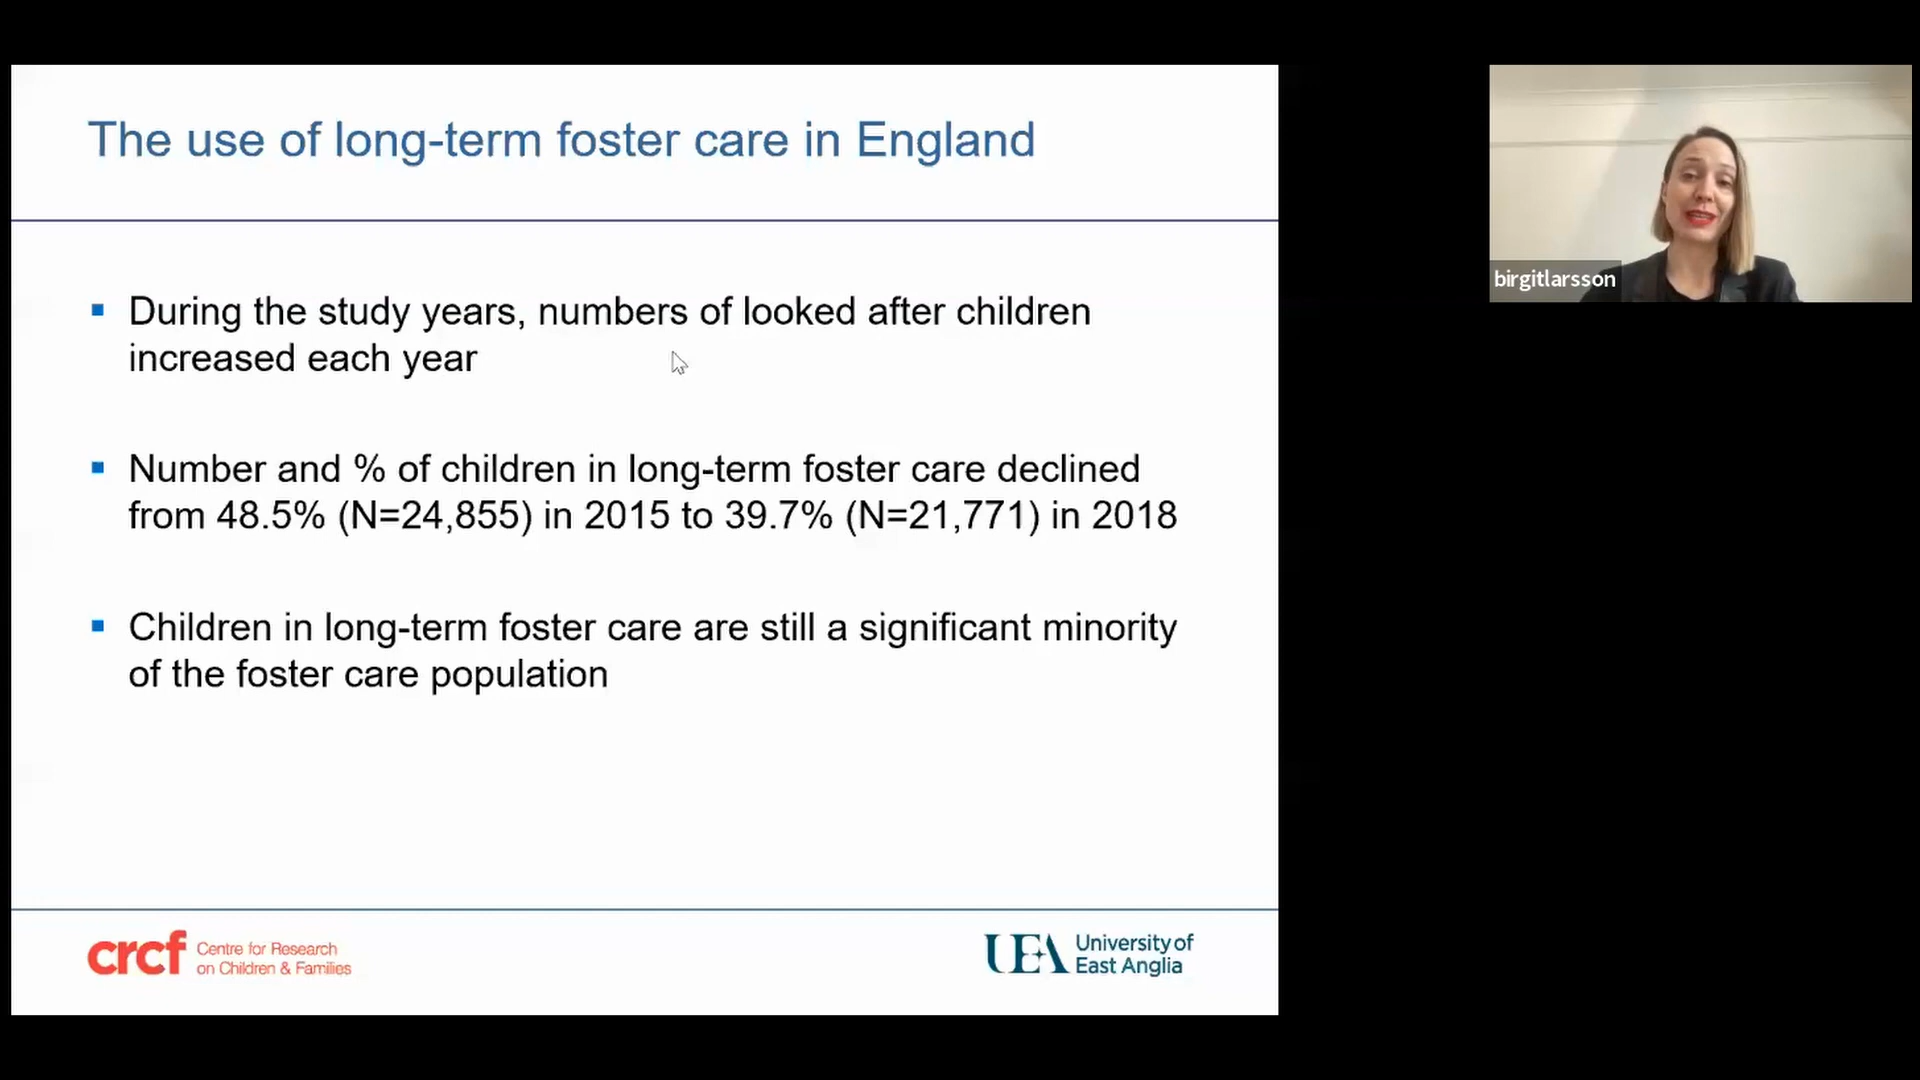 The use of long-term foster care in England
During the study years, numbers of looked after children
increased each year
Number and % of children in long-term foster care declined
from 48.5% (N=24,855) in 2015 to 39.7% (N=21,771) in 2018
Children in long-term foster care are still a significant minority
of the foster care population
crcf
Centre for Research
on Children & Families
UEA
University of
East Anglia
birgitlarsson